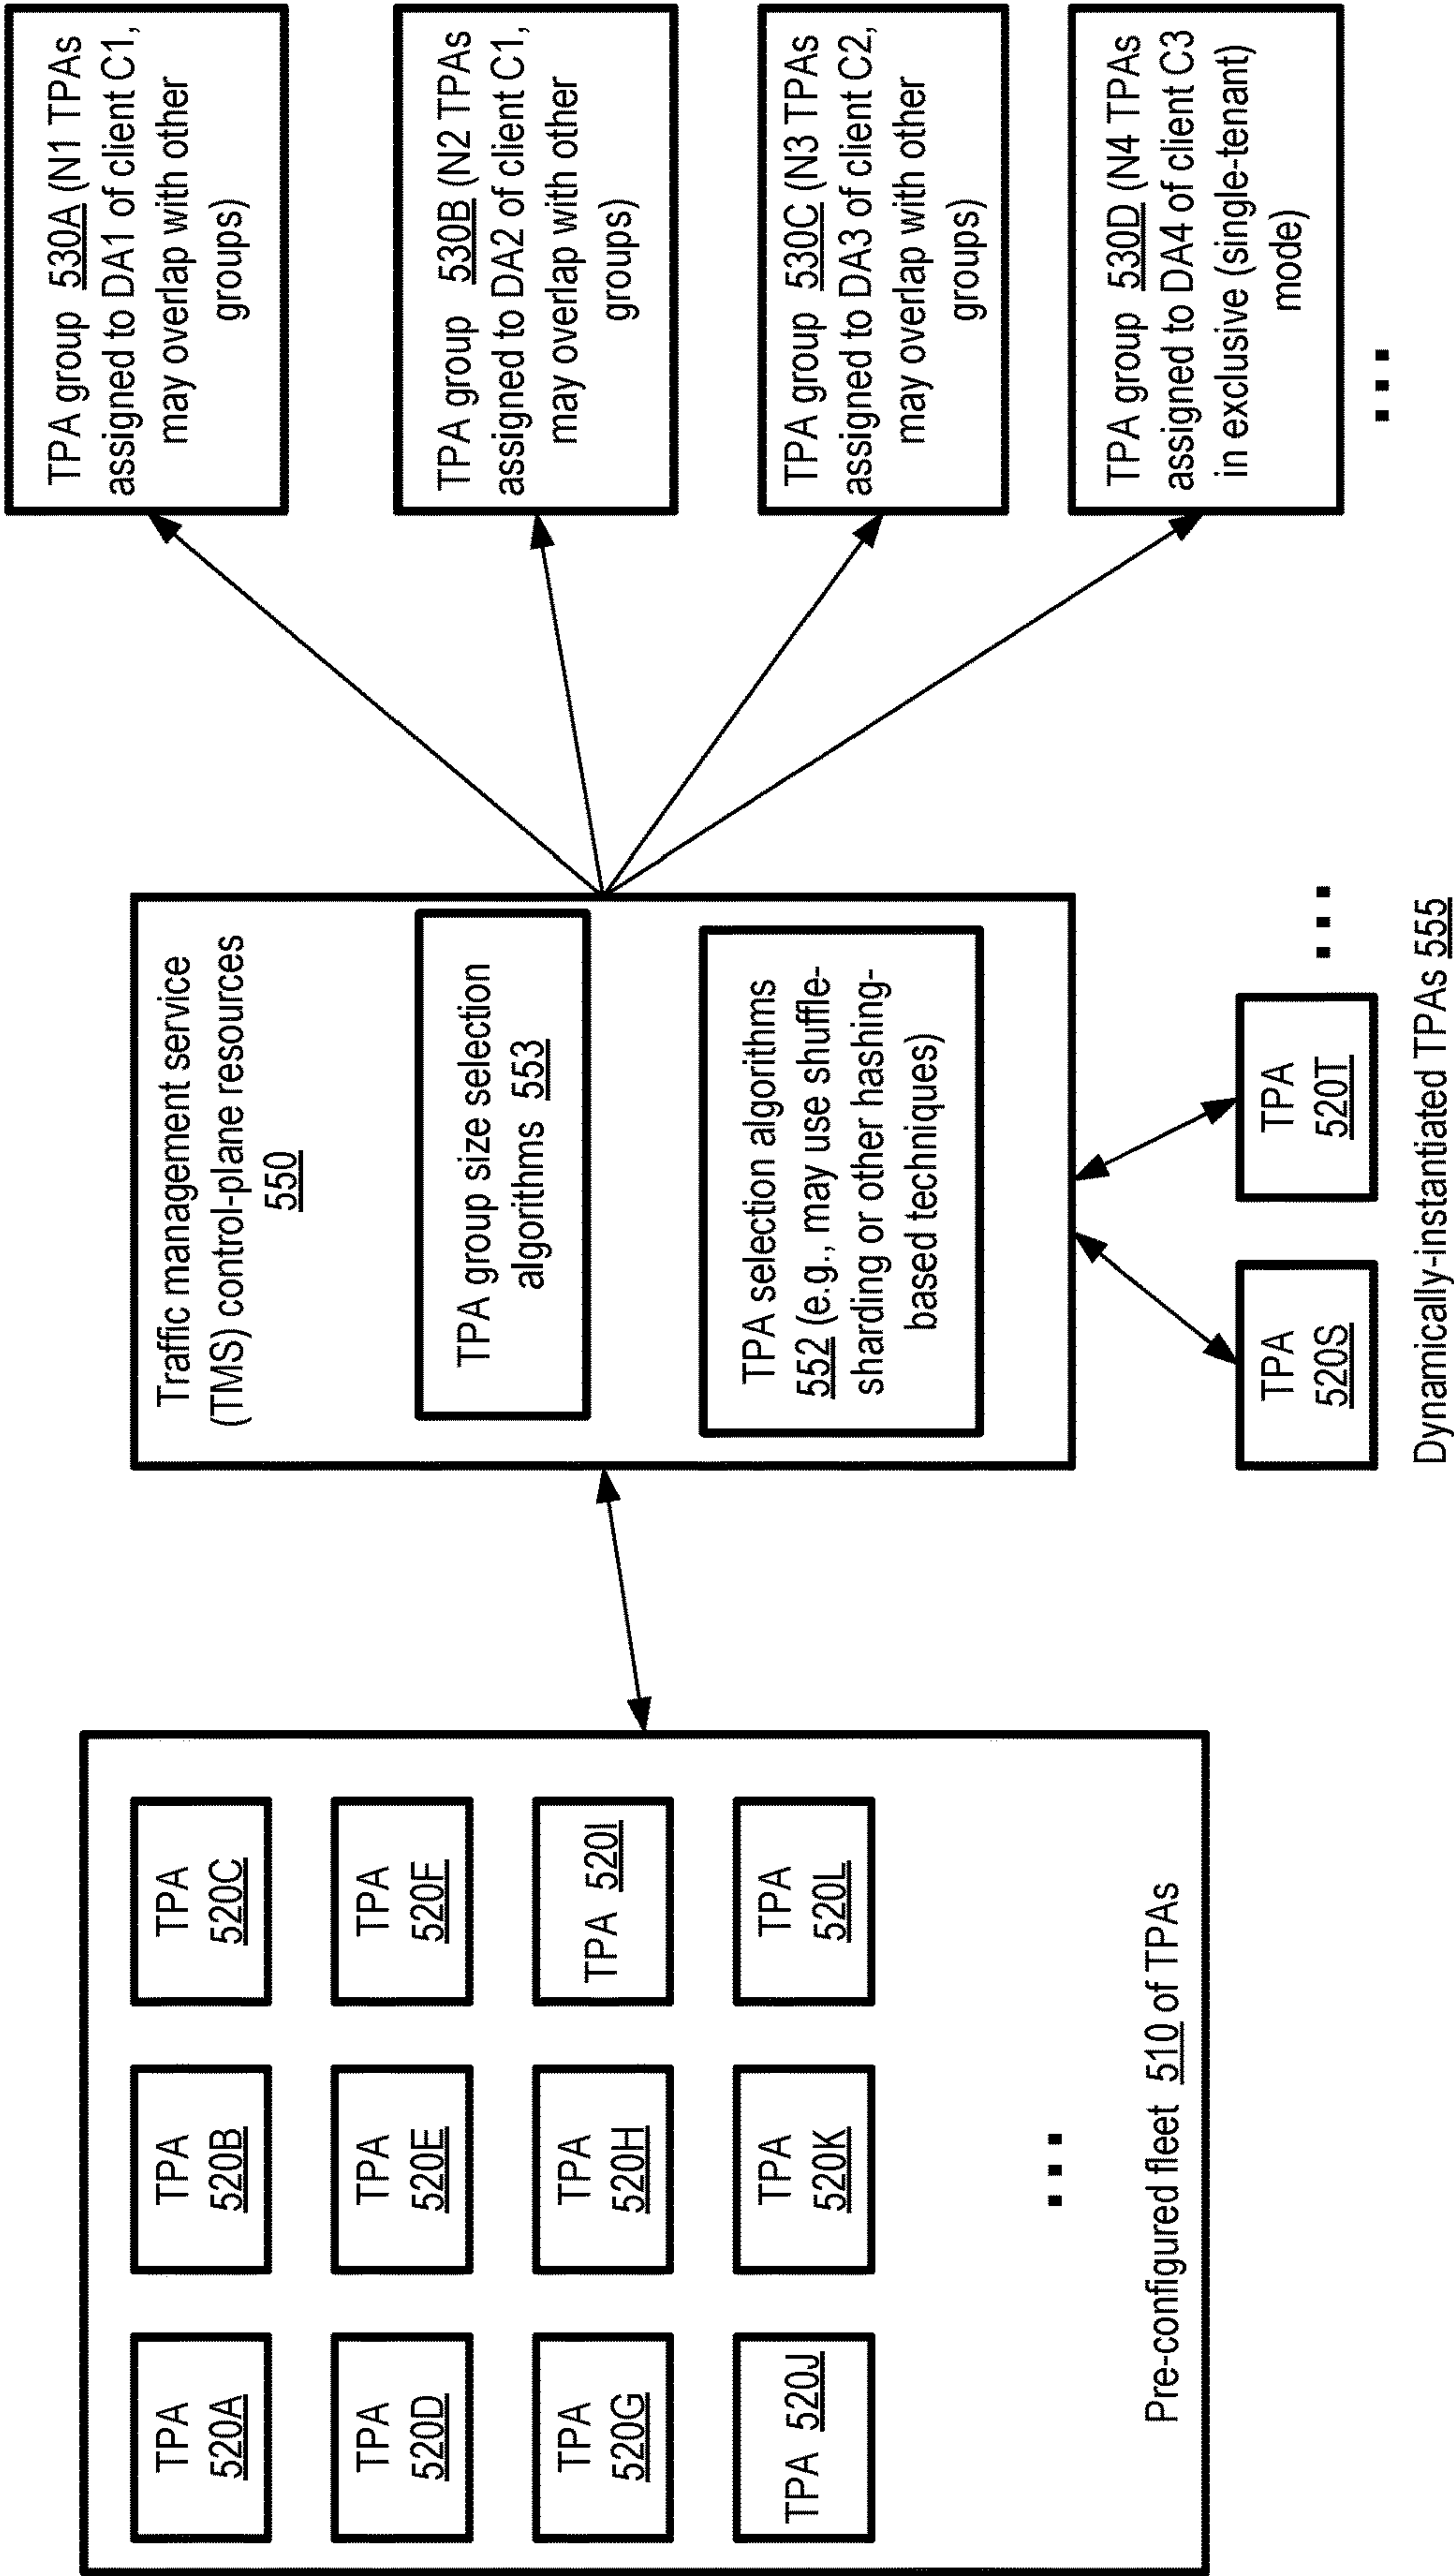 TPA
520A
TPA
520B
TPA
520C
TPA
520D
TPA
520E
TPA
520F
TPA
520G
TPA
520H
TPA 520I
TPA 520J
TPA
520K
TPA
520L
...
Pre-configured fleet 510 of TPAs
Traffic management service
(TMS) control-plane resources
550
TPA group size selection
algorithms 553
TPA selection algorithms
552 (e.g., may use shuffle-
sharding or other hashing-
based techniques)
TPA
520S
TPA
520T
...
Dynamically-instantiated TPAs 555
TPA group 530A (N1 TPAs
assigned to DA1 of client C1,
may overlap with other
groups)
TPA group 530B (N2 TPAs
assigned to DA2 of client C1,
may overlap with other
groups)
TPA group 530C (N3 TPAs
assigned to DA3 of client C2,
may overlap with other
groups)
TPA group 530D (N4 TPAs
assigned to DA4 of client C3
in exclusive (single-tenant)
mode)
...